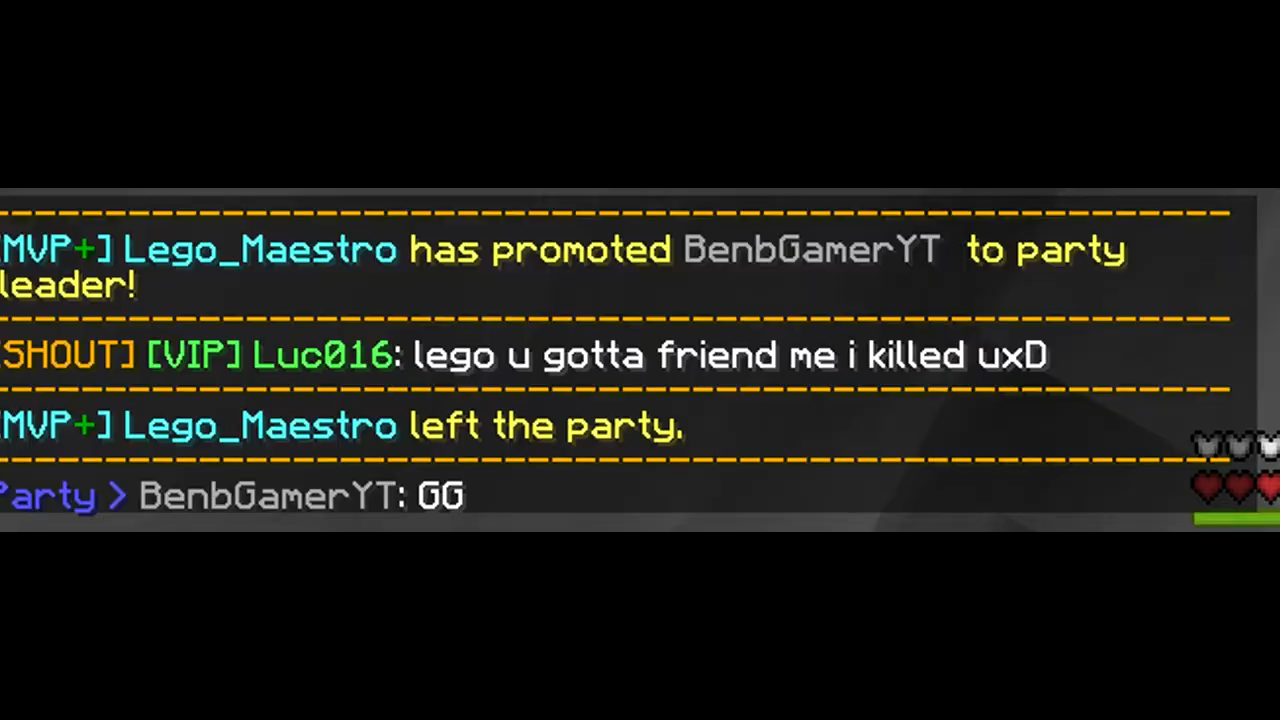 [MVP+] Lego_Maestro has promoted BenbGamerYT to party
leader!
[SHOUT] [VIP] Luc016: lego u gotta friend me i killed uxD
[MVP+] Lego_Maestro left the party.
Party > BenbGamerYT: GG